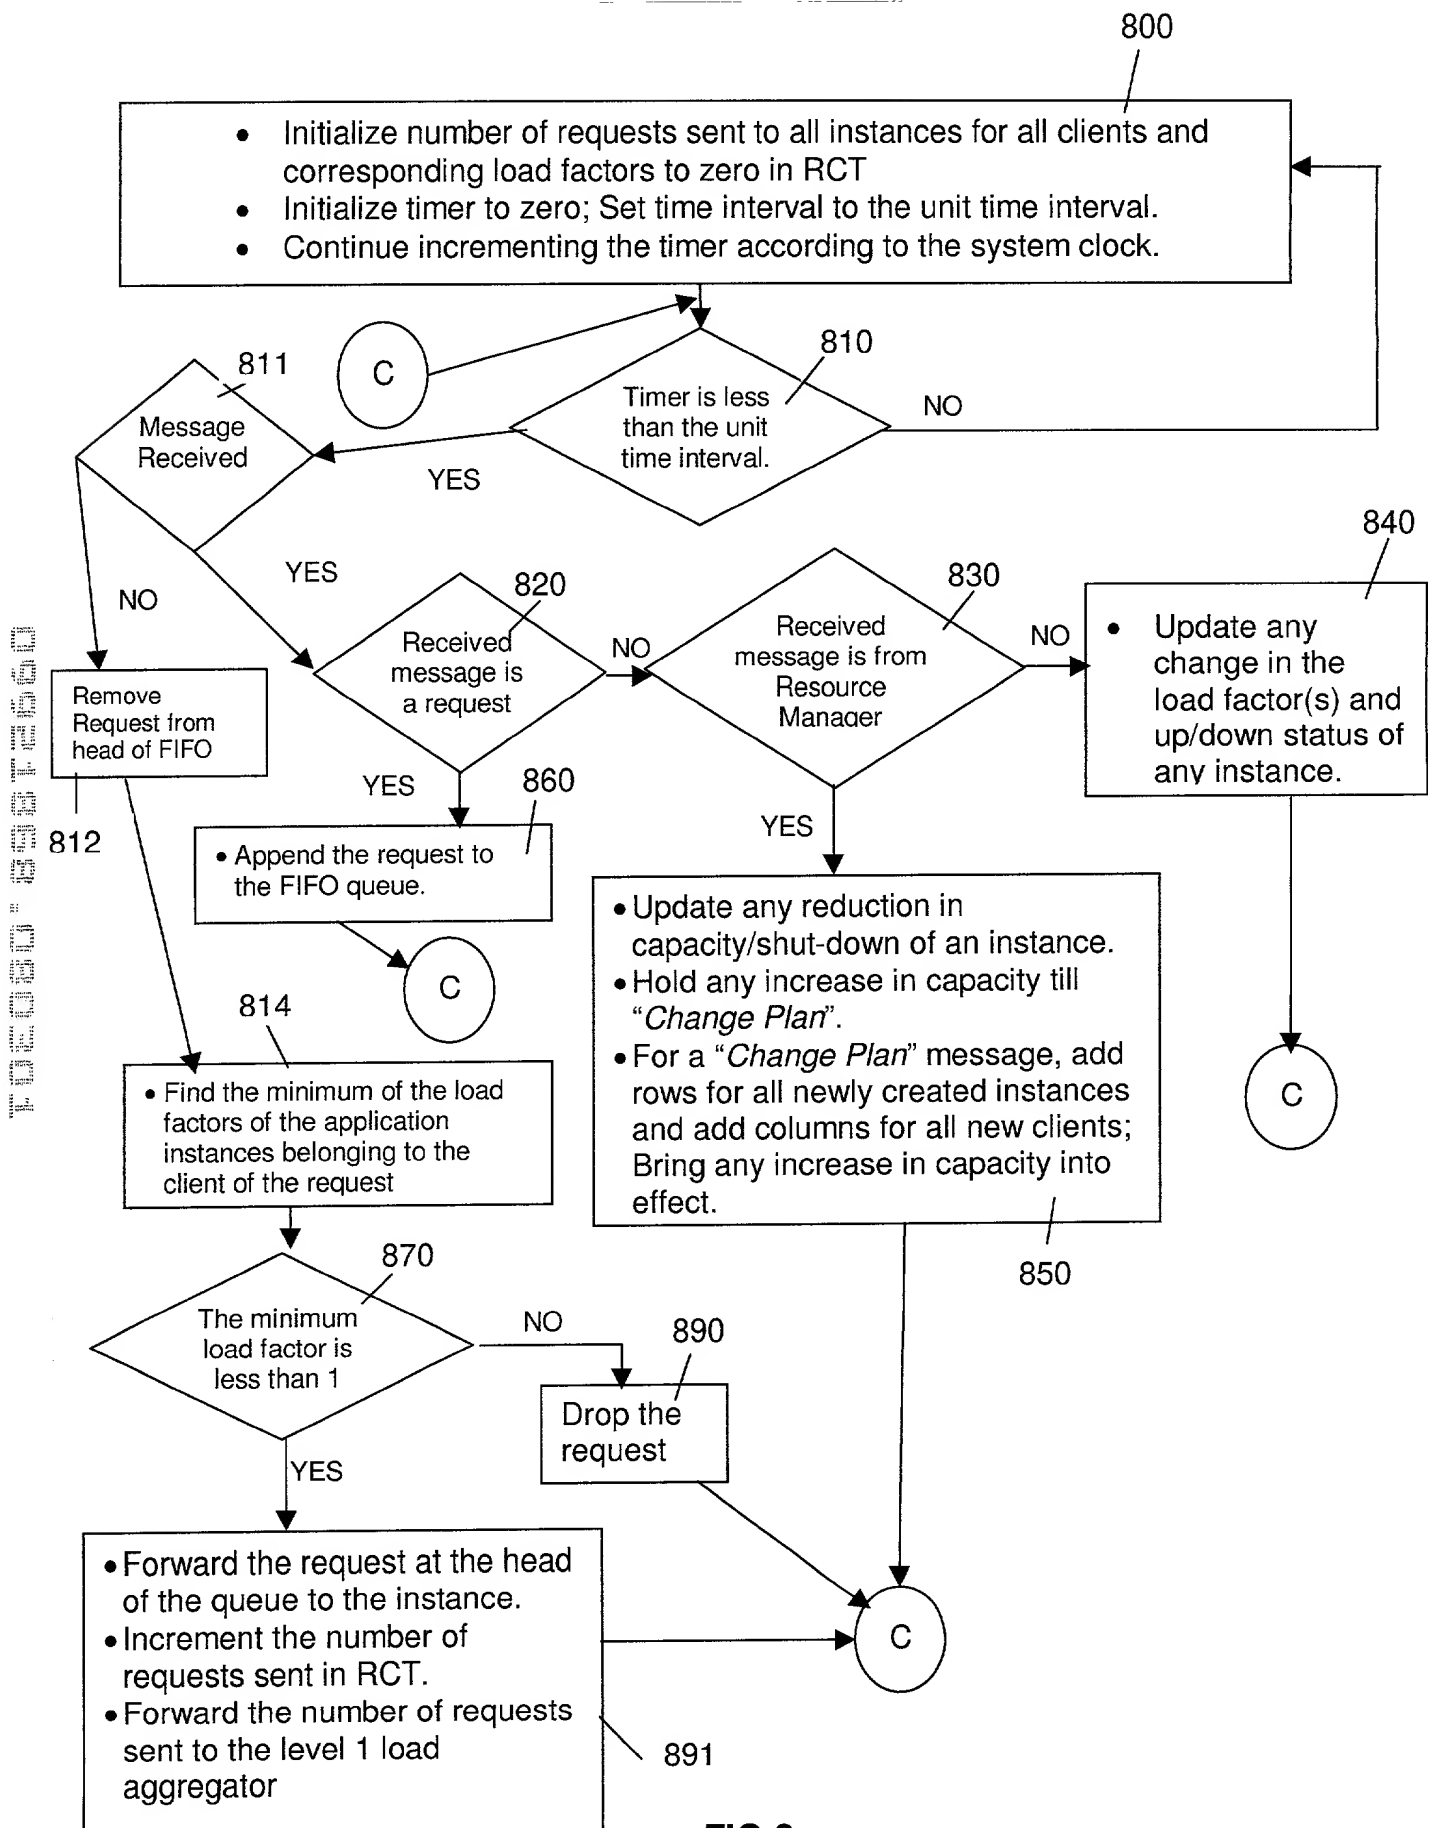 800
• Initialize number of requests sent to all instances for all clients and
corresponding load factors to zero in RCT
• Initialize timer to zero; Set time interval to the unit time interval.
• Continue incrementing the timer according to the system clock.
C
810
Timer is less
than the unit
time interval.
NO
YES
811
Message
Received
NO
YES
820
Received
message is
a request
NO
YES
830
Received
message is from
Resource
Manager
NO
YES
840
• Update any
change in the
load factor(s) and
up/down status of
any instance.
C
Remove
Request from
head of FIFO
812
860
• Append the request to
the FIFO queue.
C
• Update any reduction in
capacity/shut-down of an instance.
• Hold any increase in capacity till
“Change Plan”.
• For a “Change Plan” message, add
rows for all newly created instances
and add columns for all new clients;
Bring any increase in capacity into
effect.
850
814
• Find the minimum of the load
factors of the application
instances belonging to the
client of the request
870
The minimum
load factor is
less than 1
NO
YES
890
Drop the
request
• Forward the request at the head
of the queue to the instance.
• Increment the number of
requests sent in RCT.
• Forward the number of requests
sent to the level 1 load
aggregator
891
C